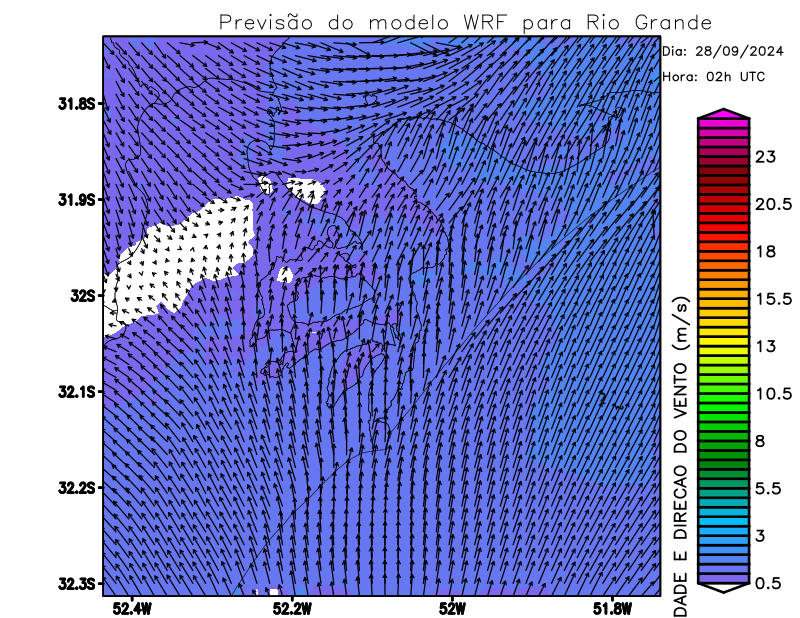 Previsão do modelo WRF para Rio Grande
Dia: 28/09/2024
Hora: 02h UTC
31.8S
31.9S
32S
32.1S
32.2S
32.3S
52.4W
52.2W
52W
51.8W
23
20.5
18
15.5
13
10.5
8
5.5
3
0.5
DADE E DIRECAO DO VENTO (m/s)